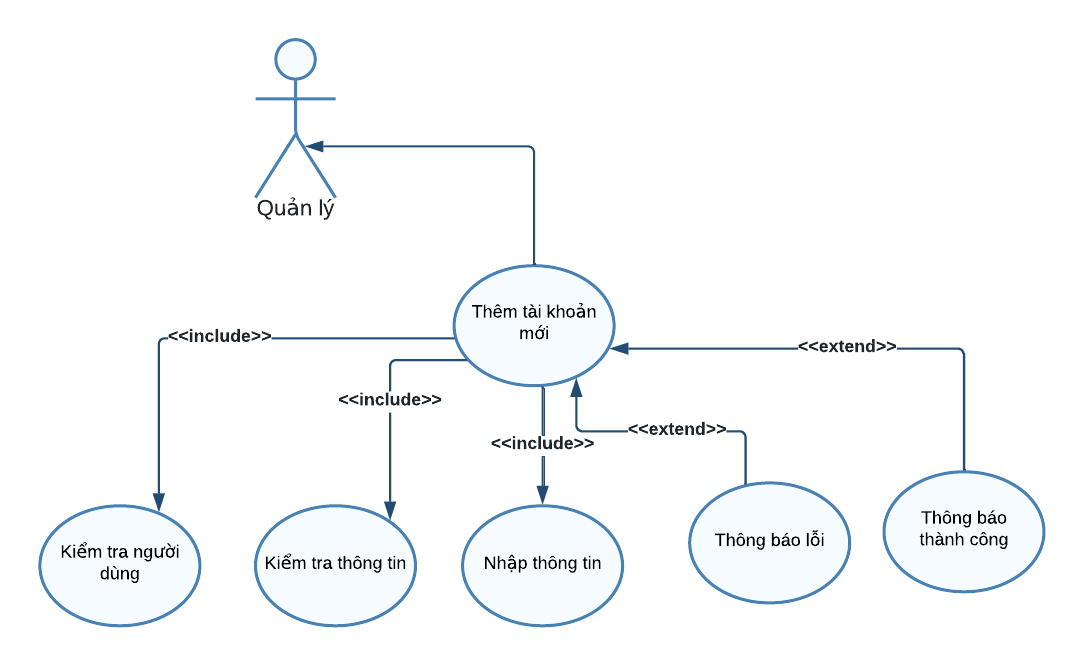 Quản lý
Thêm tài khoản
mới
<<include>>
<<extend>>
<<include>>
<<extend>>
<<include>>
Kiểm tra người
dùng
Kiểm tra thông tin
Nhập thông tin
Thông báo lỗi
Thông báo
thành công